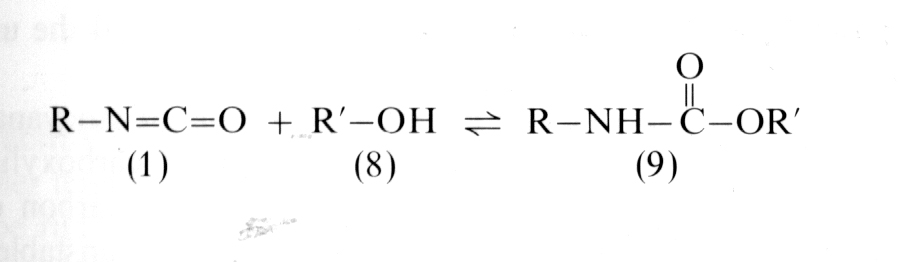 O
R–N=C=O + R′–OH ⇌ R–NH–C–OR′
(1) (8) (9)